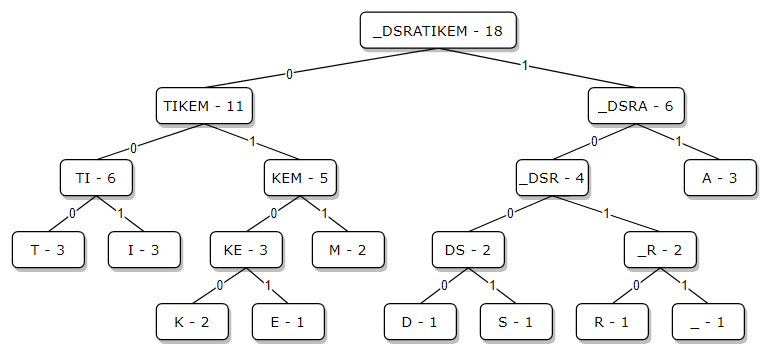 _DSRATIKEM - 18
0
1
TIKEM - 11
_DSRA - 6
0
1
0
1
TI - 6
KEM - 5
_DSR - 4
A - 3
0
1
0
1
0
1
T - 3
I - 3
KE - 3
M - 2
DS - 2
_R - 2
0
1
0
1
0
1
K - 2
E - 1
D - 1
S - 1
R - 1
_ - 1